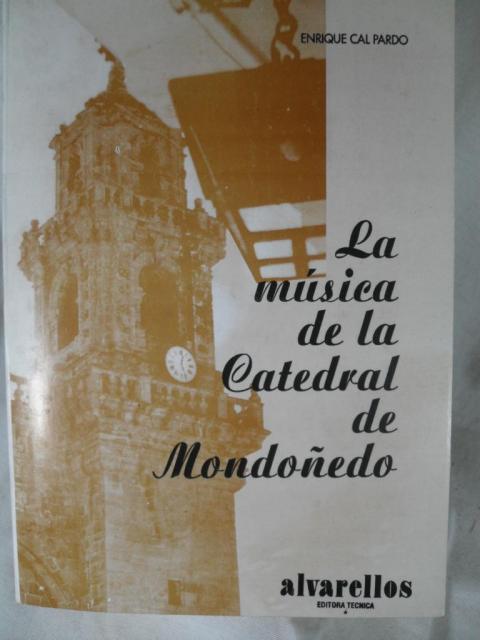 ENRIQUE CAL PARDO
La
música
de la
Catedral
de
Mondoñedo
alvarellos
EDITORA TECNICA